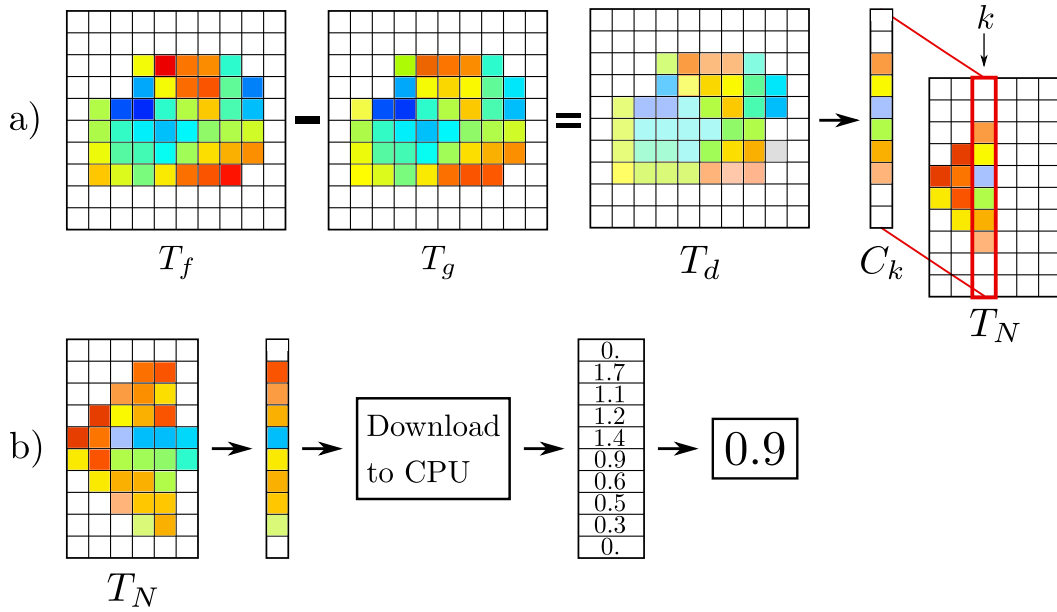 k
a)
T_f
T_g
T_d
C_k
T_N
b)
Download
to CPU
0.
1.7
1.1
1.2
1.4
0.9
0.6
0.5
0.3
0.
0.9
T_N